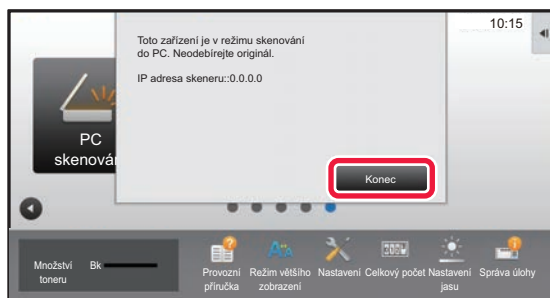 10:15
Toto zařízení je v režimu skenování
do PC. Neodebírejte originál.
IP adresa skeneru::0.0.0.0
PC
Konec
Množství
toneru
Bk
Provozní
příručka
Režim většího
zobrazení
Nastavení
Celkový počet
Nastavení
jasu
Správa úlohy